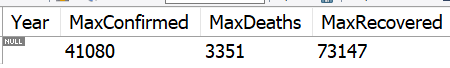 Year MaxConfirmed MaxDeaths MaxRecovered
NULL 41080 3351 73147